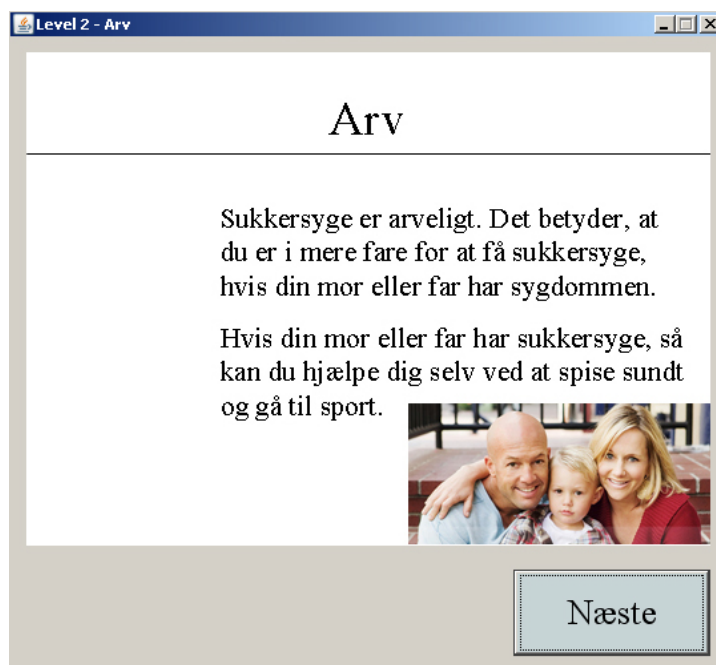 Level 2 - Arv
Arv
Sukkersyge er arveligt. Det betyder, at
du er i mere fare for at få sukkersyge,
hvis din mor eller far har sygdommen.
Hvis din mor eller far har sukkersyge, så
kan du hjælpe dig selv ved at spise sundt
og gå til sport.
Næste